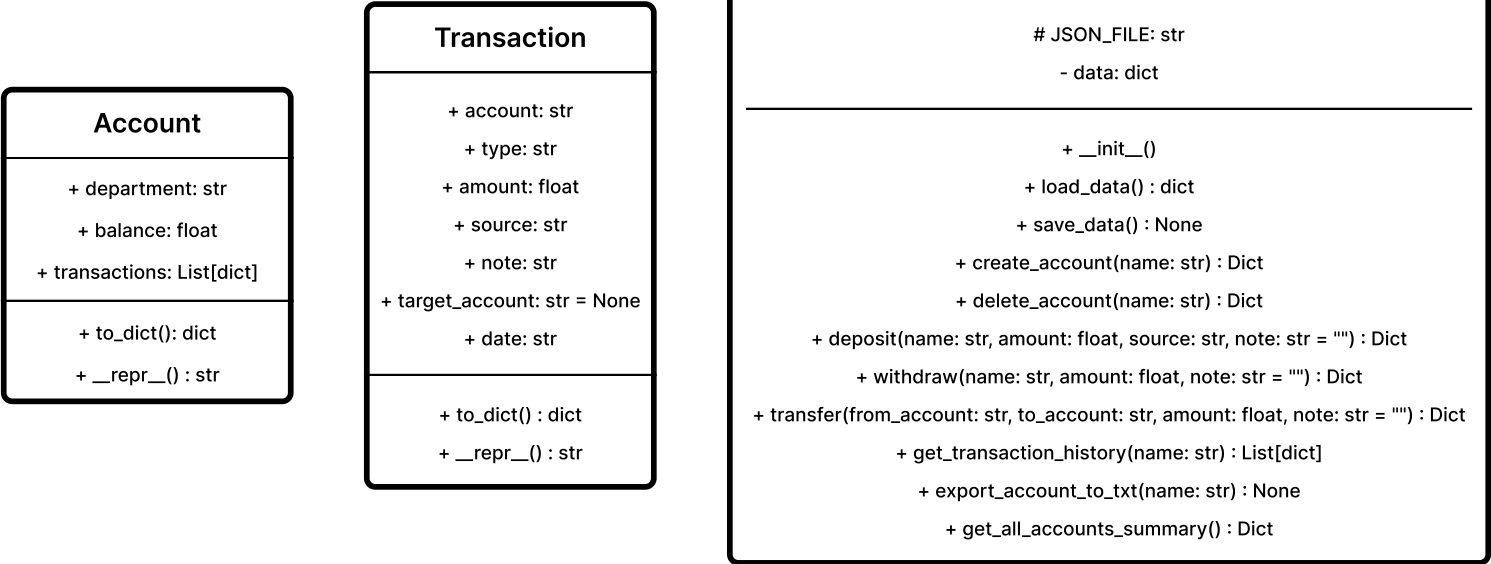 Account
+ department: str
+ balance: float
+ transactions: List[dict]
+ to_dict(): dict
+ __repr__() : str
Transaction
+ account: str
+ type: str
+ amount: float
+ source: str
+ note: str
+ target_account: str = None
+ date: str
+ to_dict() : dict
+ __repr__() : str
# JSON_FILE: str
- data: dict
+ __init__()
+ load_data() : dict
+ save_data() : None
+ create_account(name: str) : Dict
+ delete_account(name: str) : Dict
+ deposit(name: str, amount: float, source: str, note: str = "") : Dict
+ withdraw(name: str, amount: float, note: str = "") : Dict
+ transfer(from_account: str, to_account: str, amount: float, note: str = "") : Dict
+ get_transaction_history(name: str) : List[dict]
+ export_account_to_txt(name: str) : None
+ get_all_accounts_summary() : Dict